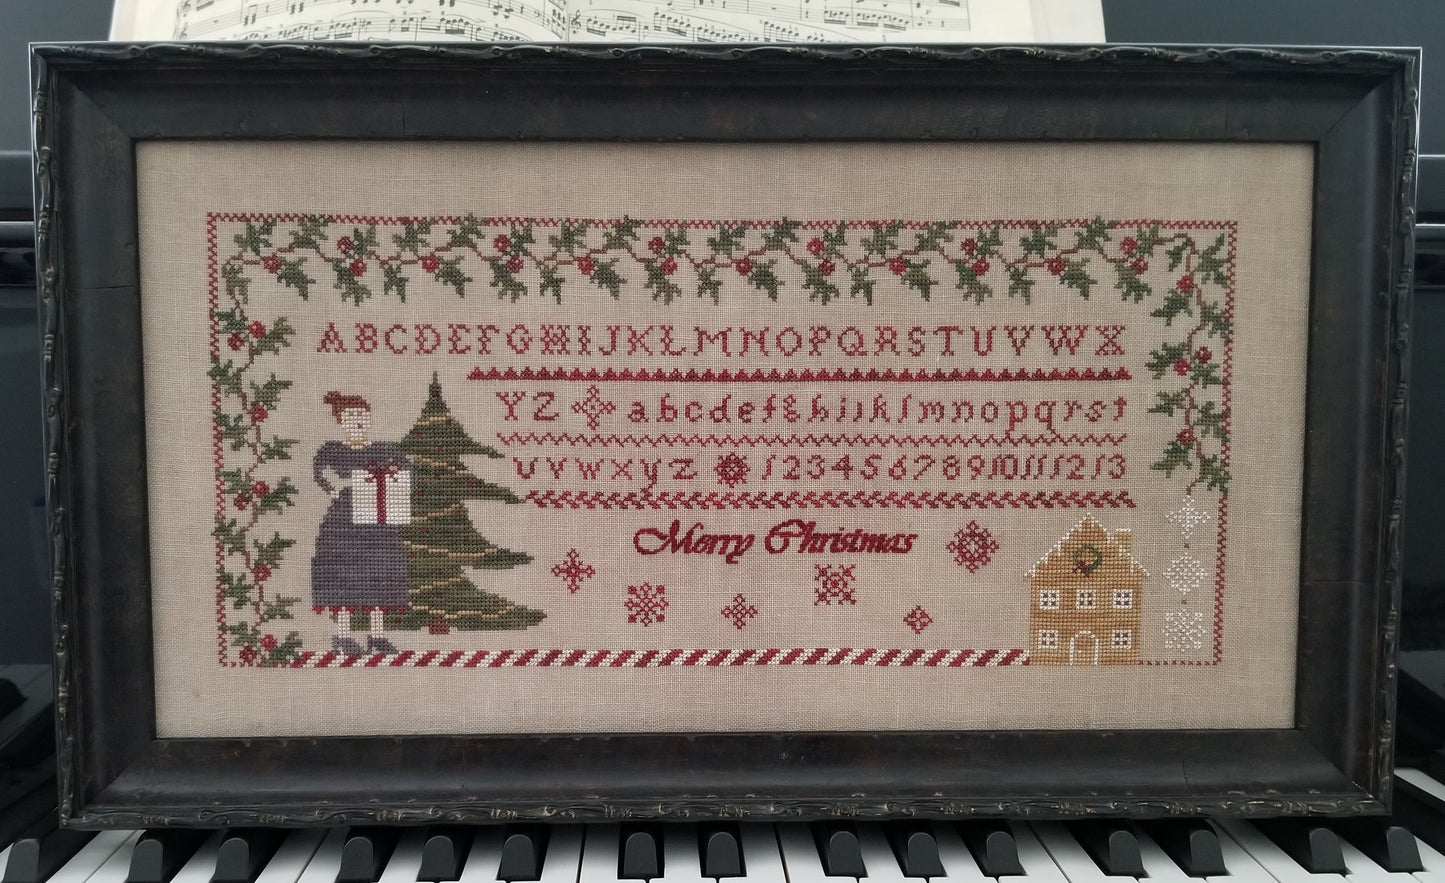 ABCDEFGHIJKLMNOPQRSTUVWX
YZ abcdefghijklmnopqrst
uvwxyz 12345678910111213
Merry Christmas